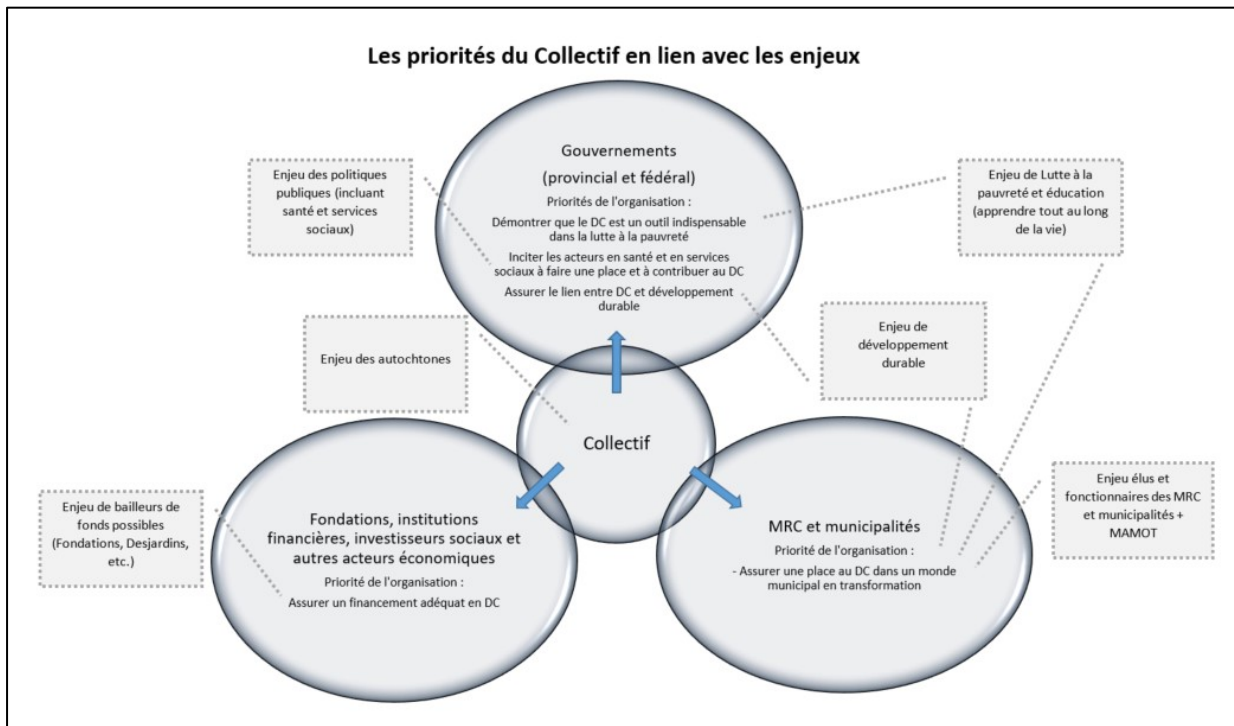 Les priorités du Collectif en lien avec les enjeux
Gouvernements
(provincial et fédéral)
Priorités de l'organisation :
Démontrer que le DC est un outil indispensable
dans la lutte à la pauvreté
Inciter les acteurs en santé et en services
sociaux à faire une place et à contribuer au DC
Assurer le lien entre DC et développement
durable
Enjeu des politiques
publiques (incluant
santé et services
sociaux)
Enjeu de Lutte à la
pauvreté et éducation
(apprendre tout au long
de la vie)
Enjeu des autochtones
Enjeu de
développement
durable
Collectif
Enjeu de bailleurs de
fonds possibles
(Fondations, Desjardins,
etc.)
Fondations, institutions
financières, investisseurs sociaux et
autres acteurs économiques
Priorité de l'organisation :
Assurer un financement adéquat en DC
MRC et municipalités
Priorité de l'organisation :
- Assurer une place au DC dans un monde
municipal en transformation
Enjeu élus et
fonctionnaires des MRC
et municipalités +
MAMOT